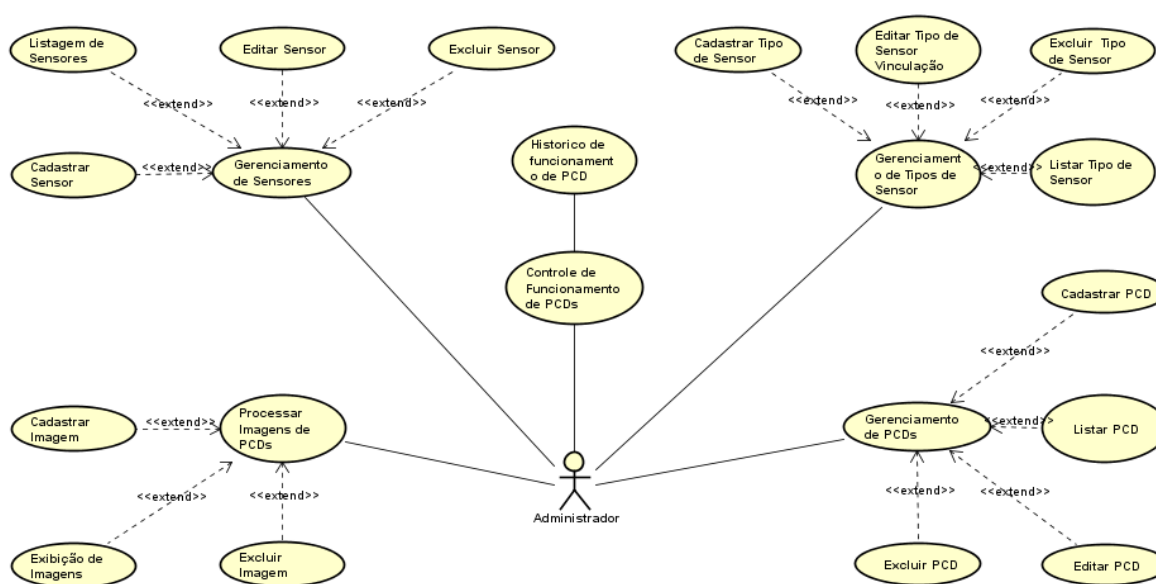 Listagem de
Sensores
Editar Sensor
Excluir Sensor
Cadastrar Tipo
de Sensor
Editar Tipo de
Sensor
Vinculação
Excluir Tipo
de Sensor
<<extend>>
<<extend>>
<<extend>>
<<extend>>
<<extend>>
<<extend>>
Cadastrar
Sensor
<<extend>>
Gerenciamento
de Sensores
Historico de
funcionament
o de PCD
Gerenciament
o de Tipos de
Sensor
<<extend>>
Listar Tipo de
Sensor
Controle de
Funcionamento
de PCDs
Cadastrar PCD
<<extend>>
Cadastrar
Imagem
<<extend>>
Processar
Imagens de
PCDs
Gerenciamento
de PCDs
<<extend>>
Listar PCD
<<extend>>
<<extend>>
Administrador
<<extend>>
<<extend>>
Exibição de
Imagens
Excluir
Imagem
Excluir PCD
Editar PCD